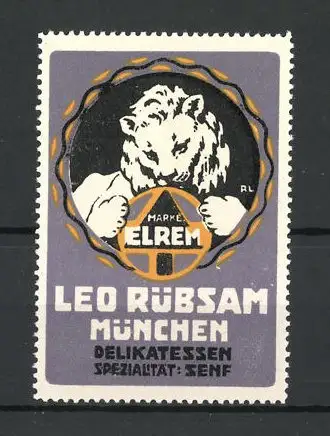 RL
MARKE
ELREM
LEO RÜBSAM
MÜNCHEN
DELIKATESSEN
SPEZIALITÄT: SENF